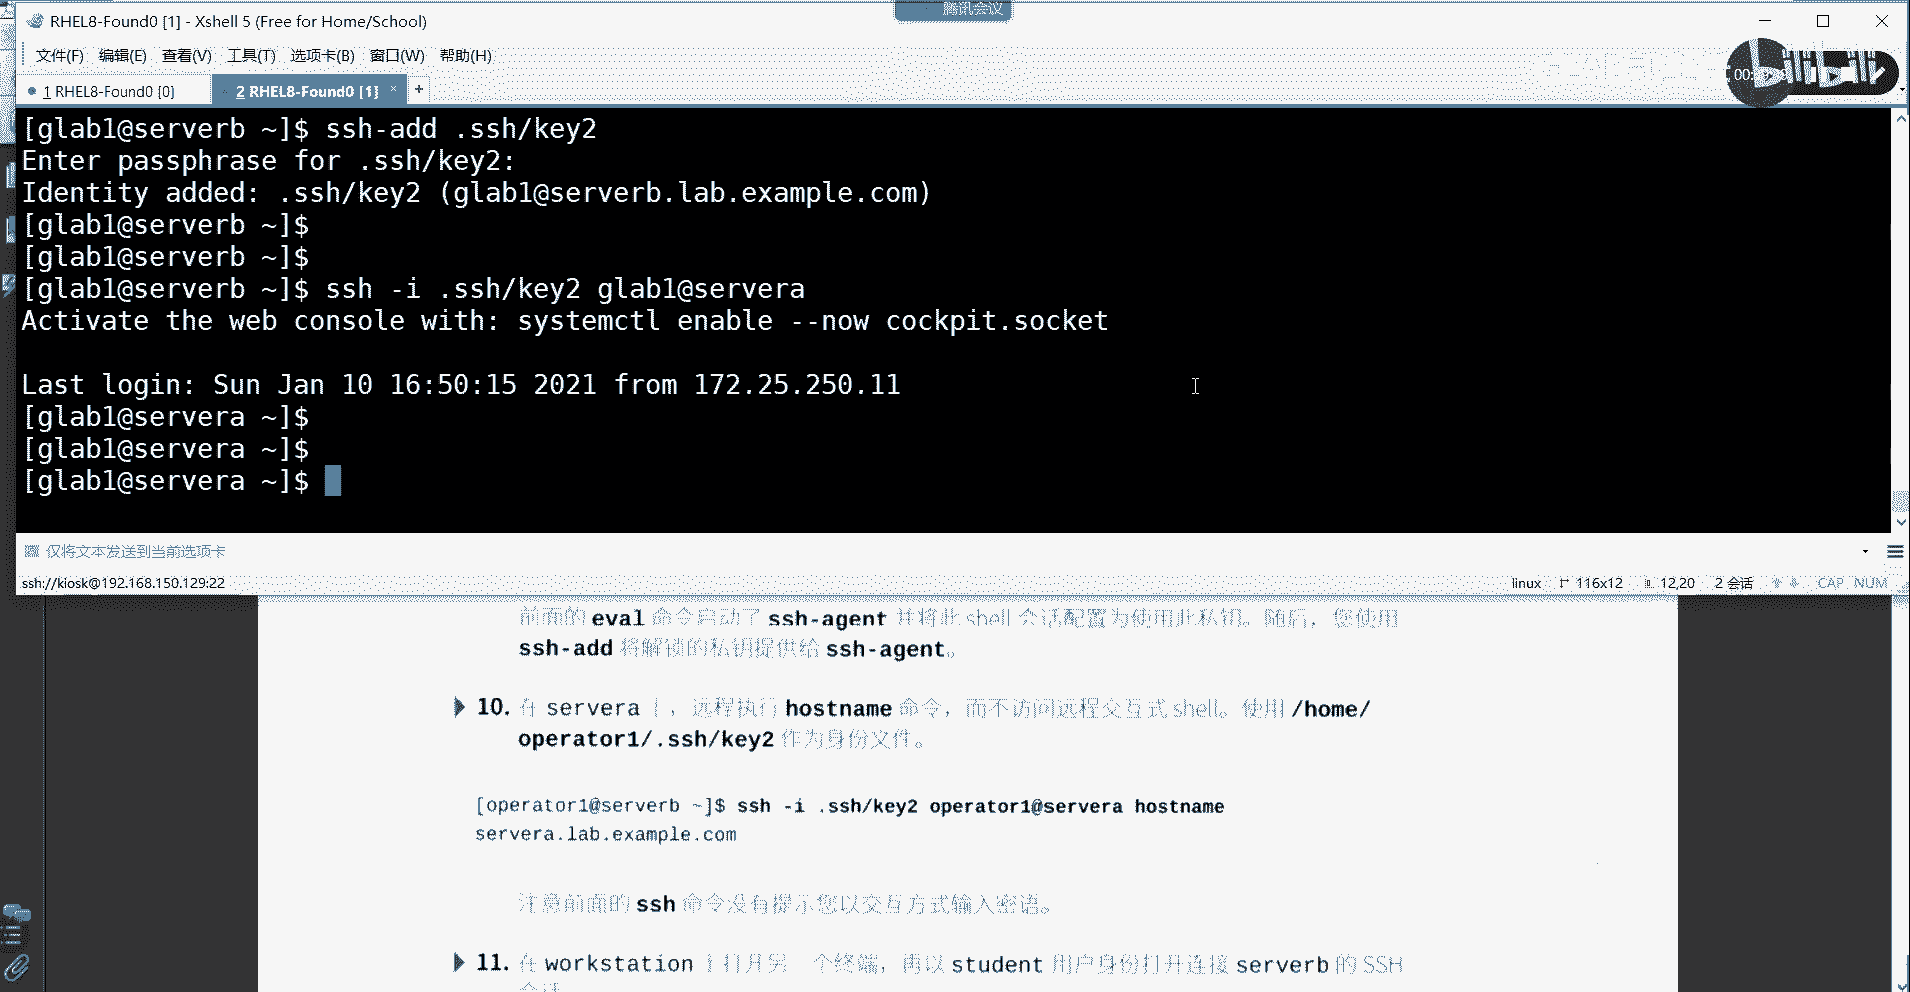 腾讯会议
RHEL8-Found0 [1] - Xshell 5 (Free for Home/School)
文件(F) 编辑(E) 查看(V) 工具(T) 选项卡(B) 窗口(W) 帮助(H)
bilibili
1 RHEL8-Found0 [0] 2 RHEL8-Found0 [1] × +
[glab1@serverb ~]$ ssh-add .ssh/key2
Enter passphrase for .ssh/key2:
Identity added: .ssh/key2 (glab1@serverb.lab.example.com)
[glab1@serverb ~]$
[glab1@serverb ~]$
[glab1@serverb ~]$ ssh -i .ssh/key2 glab1@servera
Activate the web console with: systemctl enable --now cockpit.socket
Last login: Sun Jan 10 16:50:15 2021 from 172.25.250.11
[glab1@servera ~]$
[glab1@servera ~]$
[glab1@servera ~]$
仅将文本发送到当前选项卡
ssh://kiosk@192.168.150.129:22 linux 116x12 12,20 2 会话 CAP NUM
前面的 eval 命令启动了 ssh-agent 并将此 shell 会话配置为使用此私钥。随后，您使用
ssh-add 将解锁的私钥提供给 ssh-agent。
10. 在 servera 上，远程执行 hostname 命令，而不访问远程交互式 shell。使用 /home/
operator1/.ssh/key2 作为身份文件。
[operator1@serverb ~]$ ssh -i .ssh/key2 operator1@servera hostname
servera.lab.example.com
注意前面的 ssh 命令没有提示您以交互方式输入密语。
11. 在 workstation 上打开另一个终端，再以 student 用户身份打开连接 serverb 的 SSH
会话